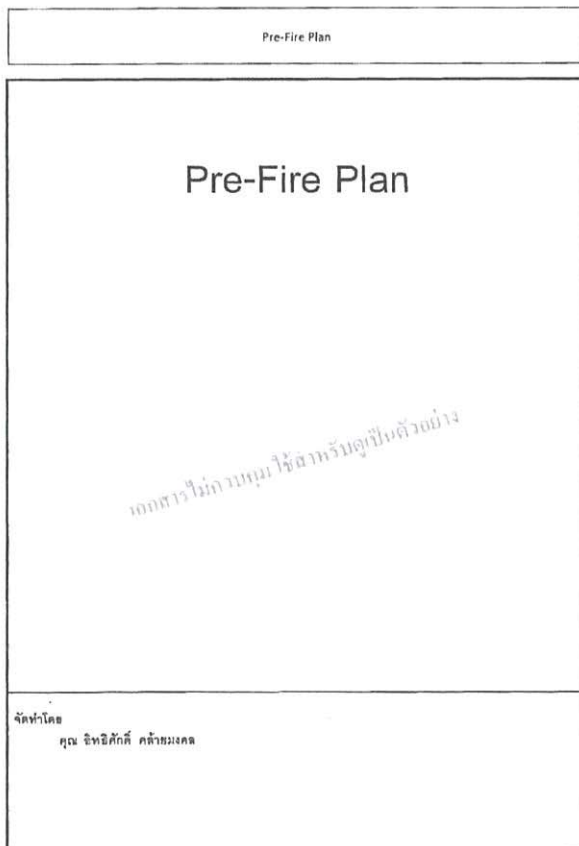 Pre-Fire Plan
Pre-Fire Plan
เอกสารไม่ควบคุม ใช้สำหรับดูเป็นตัวอย่าง
จัดทำโดย
คุณ อิทธิศักดิ์ คล้ายมงคล